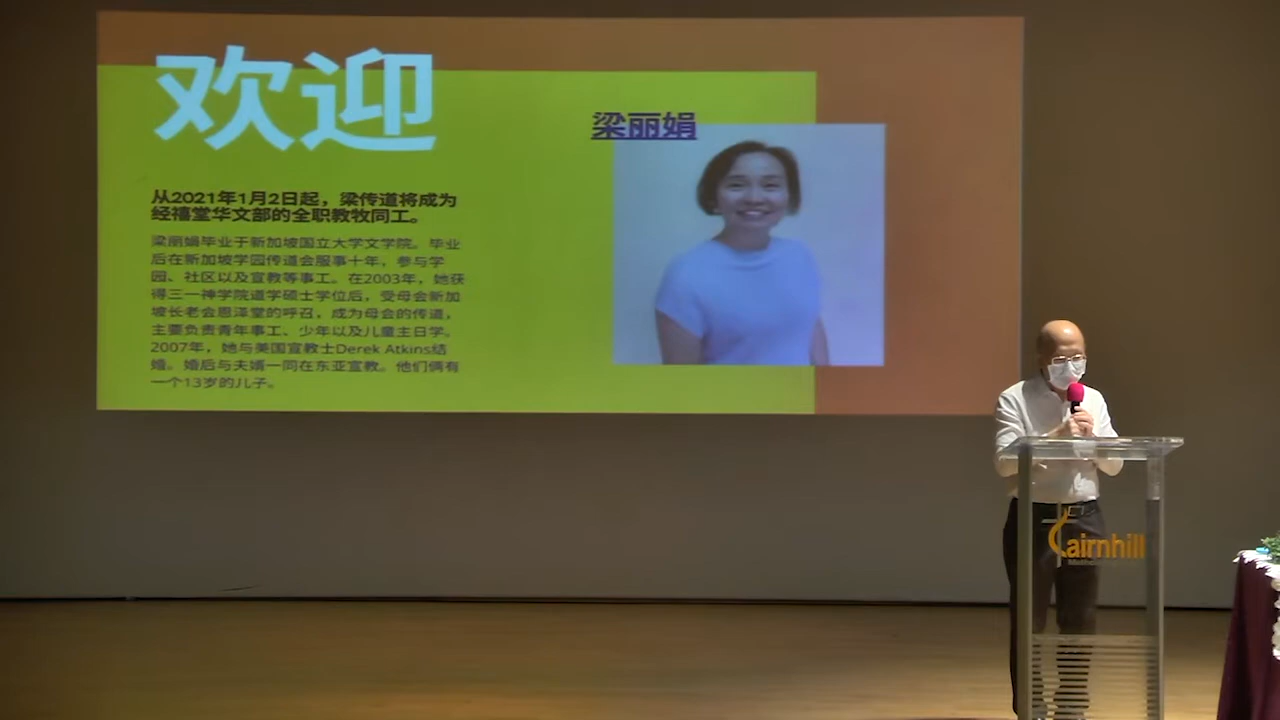 欢迎
梁丽娟
从2021年1月2日起，梁传道将成为
经禧堂华文部的全职教牧同工。
梁丽娟毕业于新加坡国立大学文学院。毕业
后在新加坡学园传道会服事十年，参与学
园、社区以及宣教等事工。在2003年，她获
得三一神学院道学硕士学位后，受母会新加
坡长老会恩泽堂的呼召，成为母会的传道，
主要负责青年事工、少年以及儿童主日学。
2007年，她与美国宣教士Derek Atkins结
婚。婚后与夫婿一同在东亚宣教。他们俩有
一个13岁的儿子。
Cairnhill